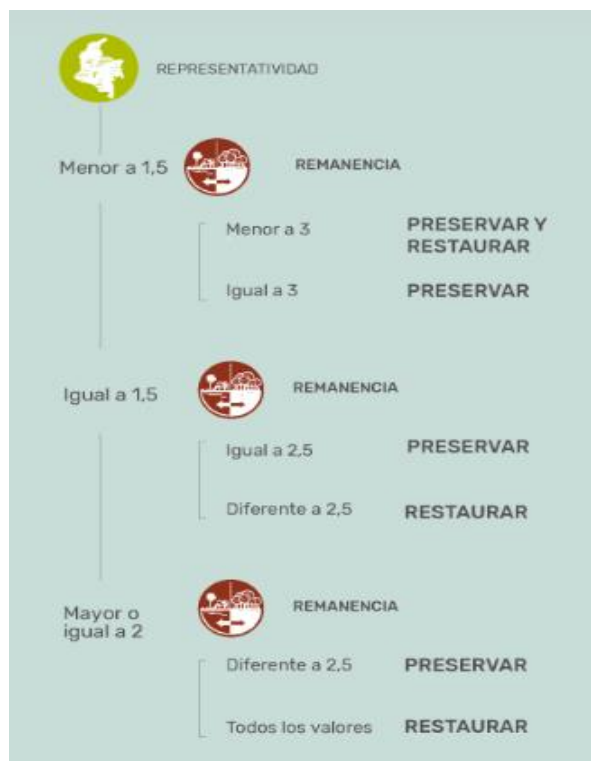 REPRESENTATIVIDAD
Menor a 1,5
REMANENCIA
Menor a 3
PRESERVAR Y
RESTAURAR
Igual a 3
PRESERVAR
Igual a 1,5
REMANENCIA
Igual a 2,5
PRESERVAR
Diferente a 2,5
RESTAURAR
Mayor o
igual a 2
REMANENCIA
Diferente a 2,5
PRESERVAR
Todos los valores
RESTAURAR